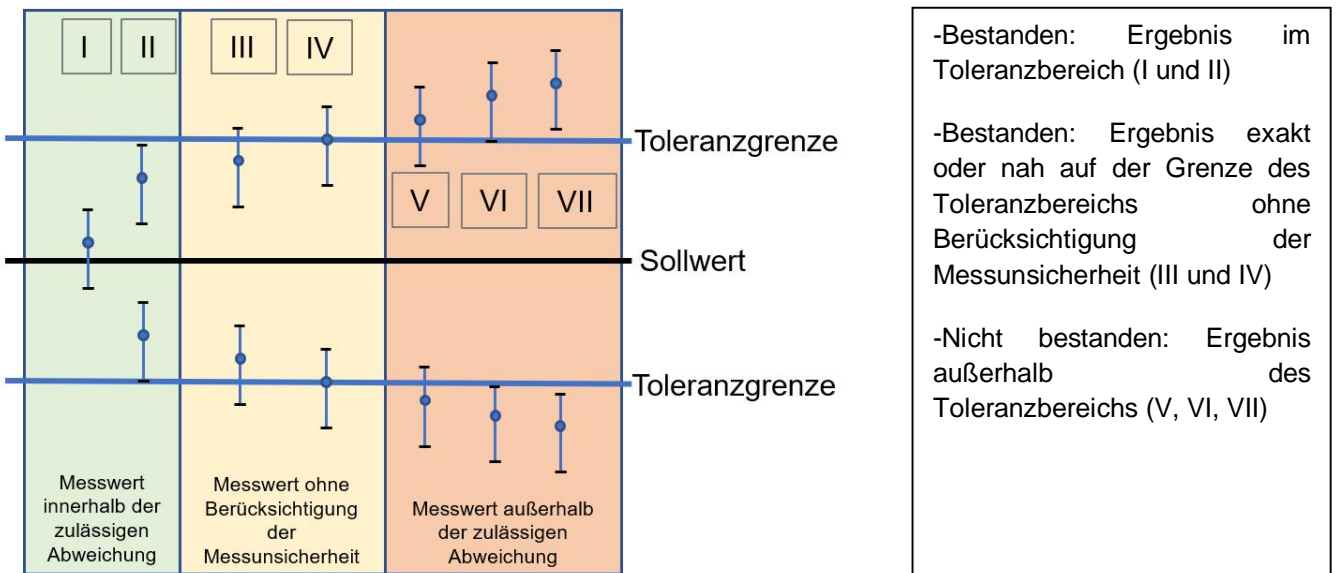 I II III IV
Toleranzgrenze
V VI VII
Sollwert
Toleranzgrenze
Messwert
innerhalb der
zulässigen
Abweichung
Messwert ohne
Berücksichtigung
der
Messunsicherheit
Messwert außerhalb
der zulässigen
Abweichung
-Bestanden: Ergebnis im
Toleranzbereich (I und II)
-Bestanden: Ergebnis exakt
oder nah auf der Grenze des
Toleranzbereichs ohne
Berücksichtigung der
Messunsicherheit (III und IV)
-Nicht bestanden: Ergebnis
außerhalb des
Toleranzbereichs (V, VI, VII)